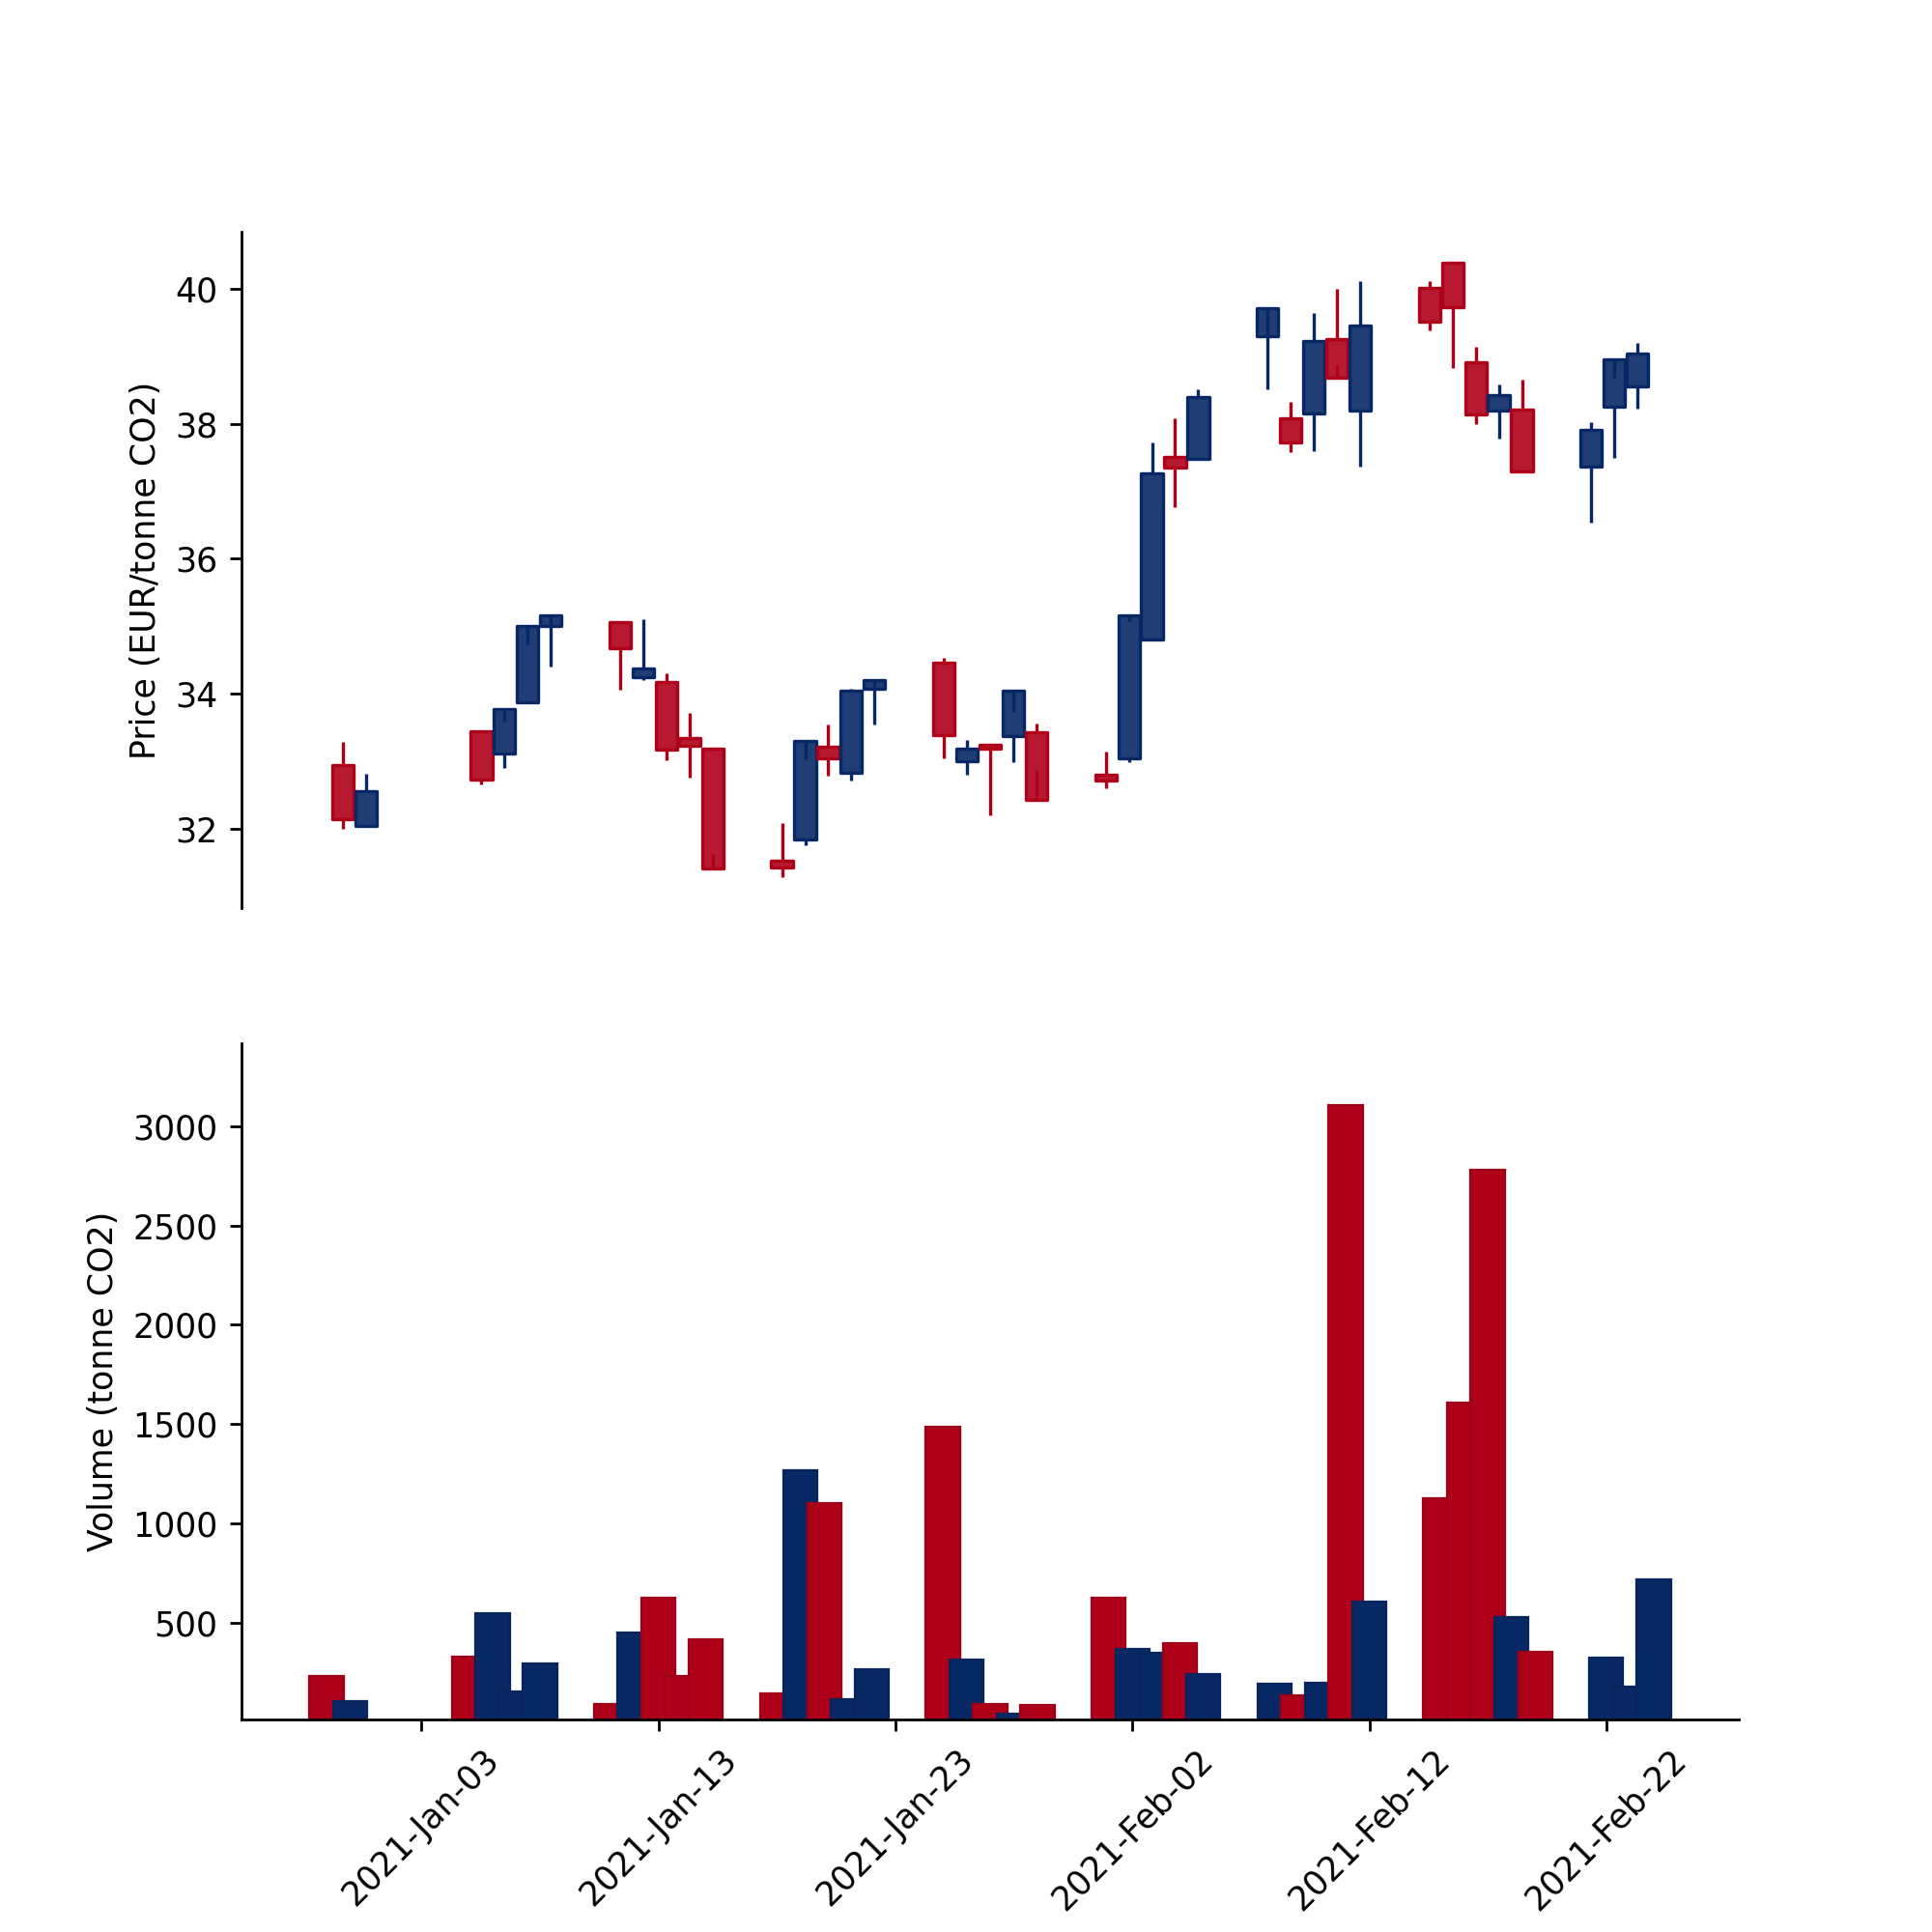 Price (EUR/tonne CO2)
40
38
36
34
32
Volume (tonne CO2)
3000
2500
2000
1500
1000
500
2021-Jan-03
2021-Jan-13
2021-Jan-23
2021-Feb-02
2021-Feb-12
2021-Feb-22